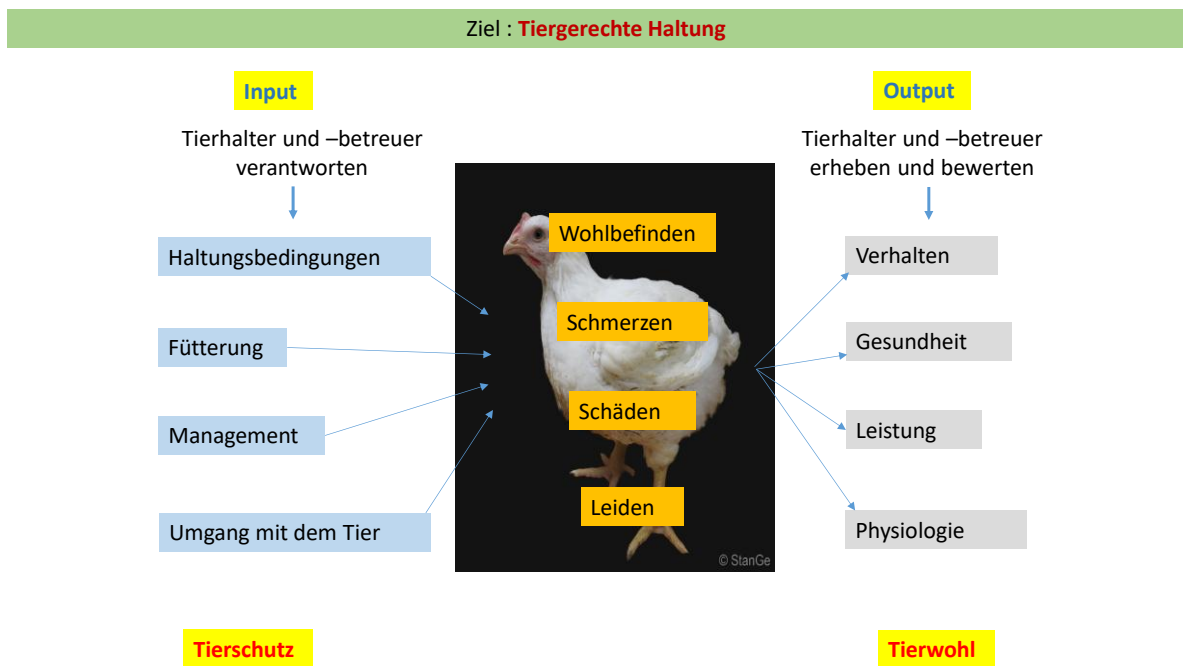 Ziel : Tiergerechte Haltung
Input
Tierhalter und –betreuer
verantworten
Haltungsbedingungen
Fütterung
Management
Umgang mit dem Tier
Tierschutz
Wohlbefinden
Schmerzen
Schäden
Leiden
© StanGe
Output
Tierhalter und –betreuer
erheben und bewerten
Verhalten
Gesundheit
Leistung
Physiologie
Tierwohl